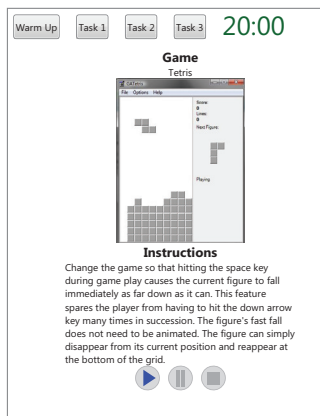 Warm Up Task 1 Task 2 Task 3 20:00
Game
Tetris
GATetris
File Options Help
Score:
0
Lines:
0
Next Figure:
Playing
Instructions
Change the game so that hitting the space key
during game play causes the current figure to fall
immediately as far down as it can. This feature
spares the player from having to hit the down arrow
key many times in succession. The figure's fast fall
does not need to be animated. The figure can simply
disappear from its current position and reappear at
the bottom of the grid.